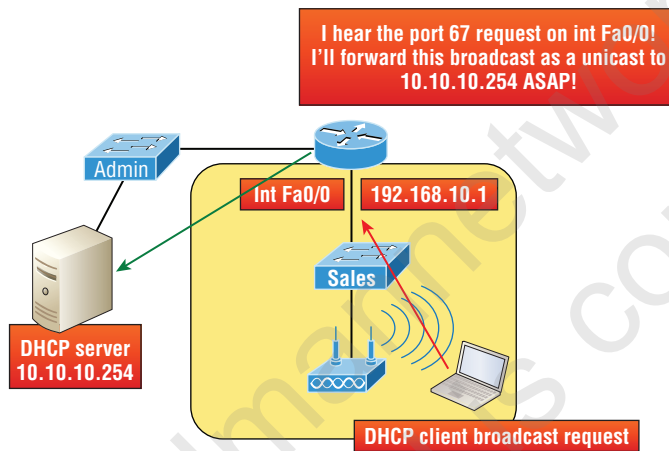 I hear the port 67 request on int Fa0/0!
I'll forward this broadcast as a unicast to
10.10.10.254 ASAP!
Admin
Int Fa0/0
192.168.10.1
Sales
DHCP server
10.10.10.254
DHCP client broadcast request